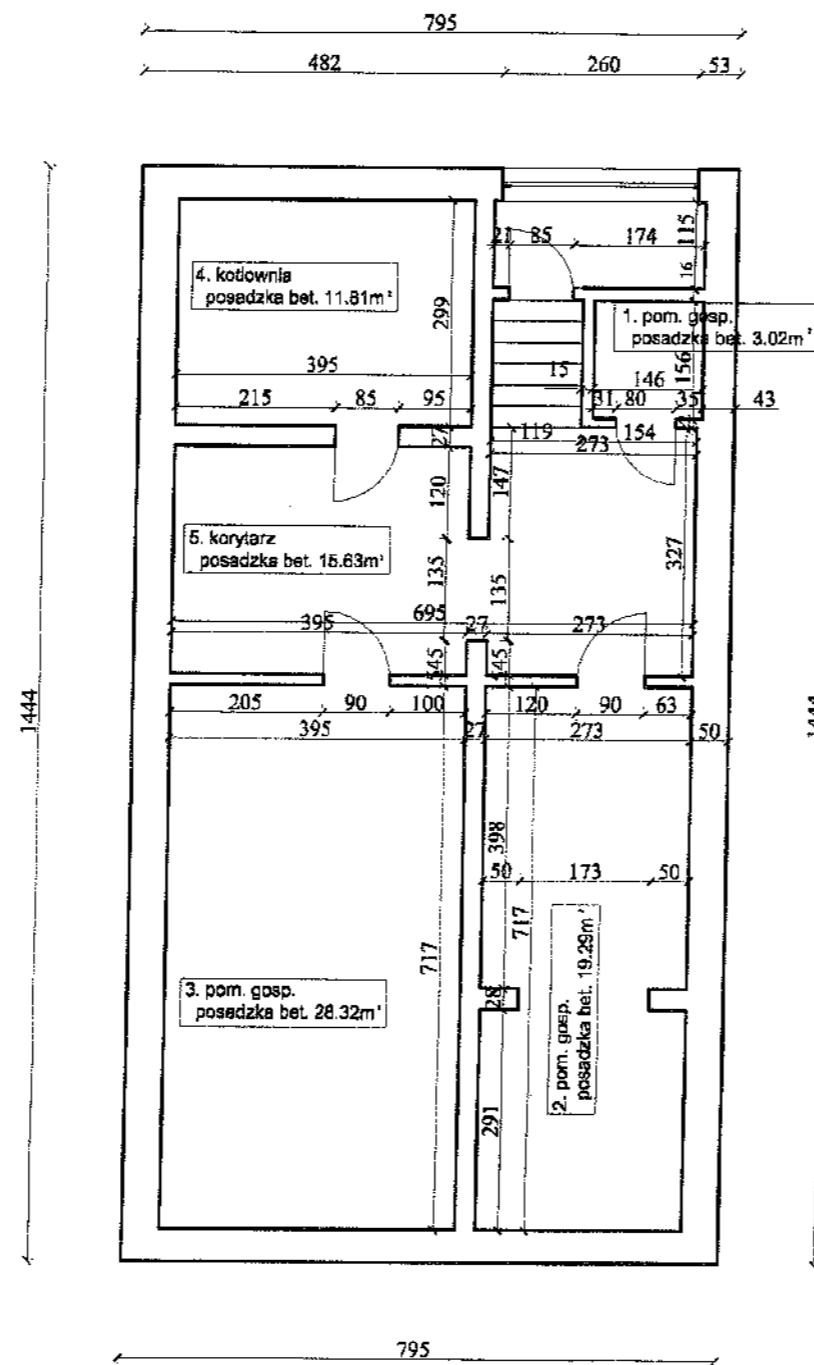 795
482 260 53
21 85 174 115
16
4. kotłownia
posadzka bet. 11.81m²
299
1. pom. gosp.
posadzka bet. 3.02m²
395
15
146 156
215 85 95
31 80 35 43
27
119 154
273
120 147
5. korytarz
posadzka bet. 15.63m²
135 135
327
695
395 27 273
545 545
205 90 100 120 90 63
395 27 273 50
1444 1444
398
50 173 50
717 717
3. pom. gosp.
posadzka bet. 28.32m²
28
2. pom. gosp.
posadzka bet. 19.29m²
291
795